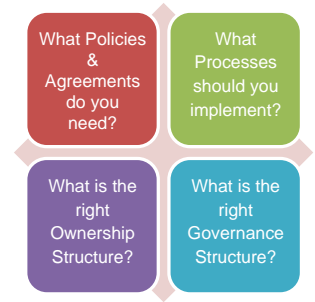 What Policies
&
Agreements
do you
need?
What
Processes
should you
implement?
What is the
right
Ownership
Structure?
What is the
right
Governance
Structure?